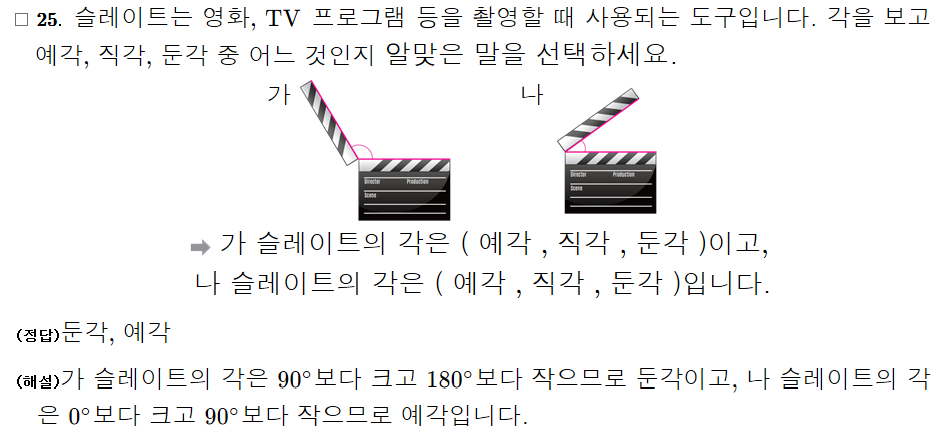 □ 25. 슬레이트는 영화, TV 프로그램 등을 촬영할 때 사용되는 도구입니다. 각을 보고
예각, 직각, 둔각 중 어느 것인지 알맞은 말을 선택하세요.
가 나
Director Production
Scene
Director Production
Scene
➡ 가 슬레이트의 각은 ( 예각 , 직각 , 둔각 )이고,
나 슬레이트의 각은 ( 예각 , 직각 , 둔각 )입니다.
(정답)둔각, 예각
(해설)가 슬레이트의 각은 90°보다 크고 180°보다 작으므로 둔각이고, 나 슬레이트의 각
은 0°보다 크고 90°보다 작으므로 예각입니다.